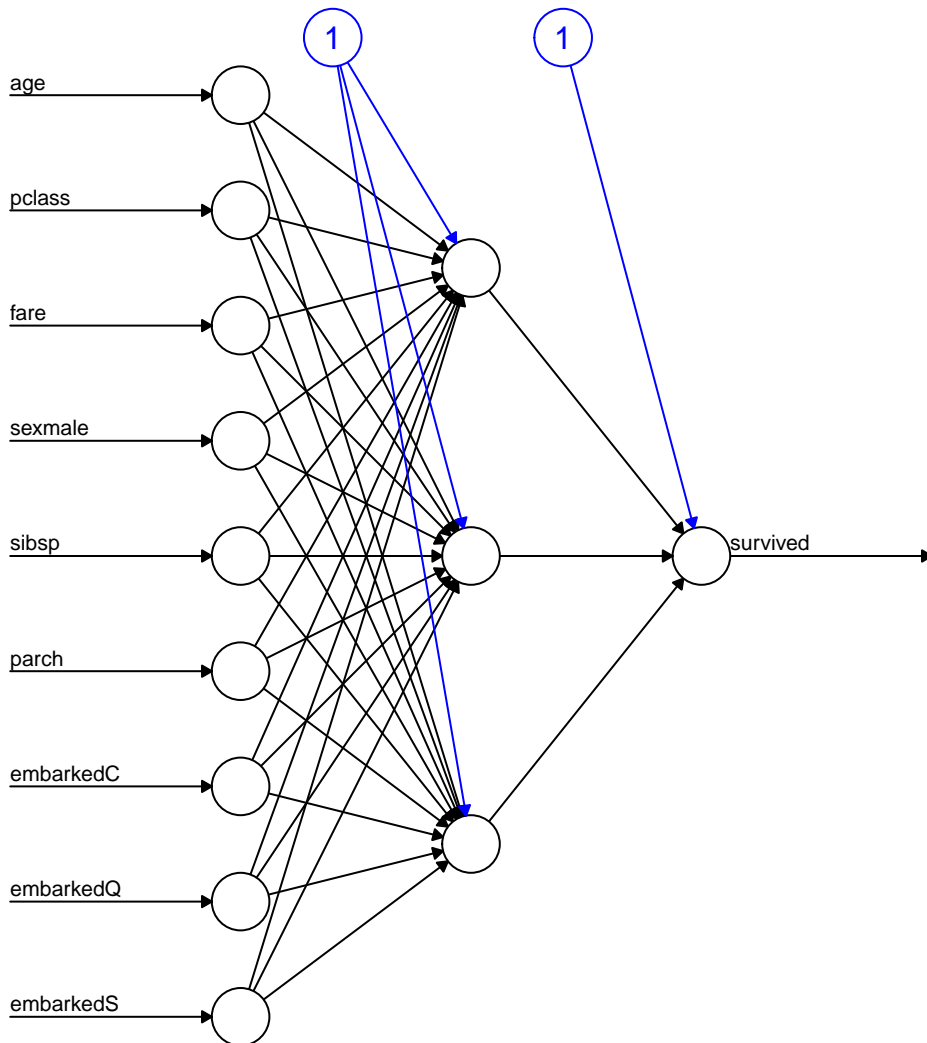 1
1
age
pclass
fare
sexmale
sibsp
survived
parch
embarkedC
embarkedQ
embarkedS